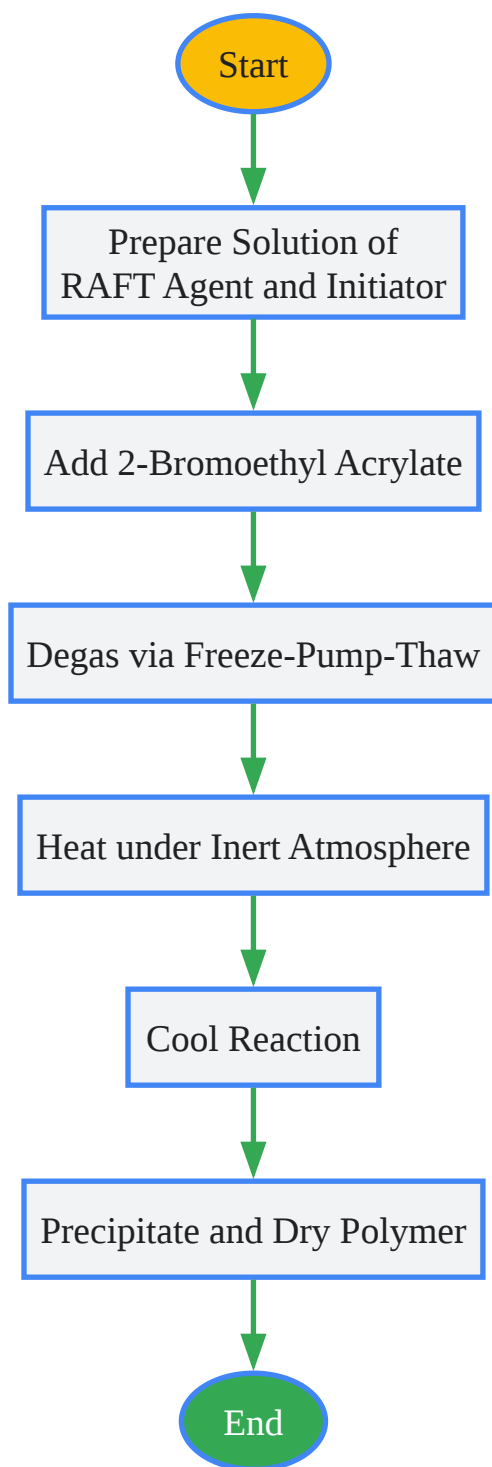 Start
Prepare Solution of
RAFT Agent and Initiator
Add 2-Bromoethyl Acrylate
Degas via Freeze-Pump-Thaw
Heat under Inert Atmosphere
Cool Reaction
Precipitate and Dry Polymer
End